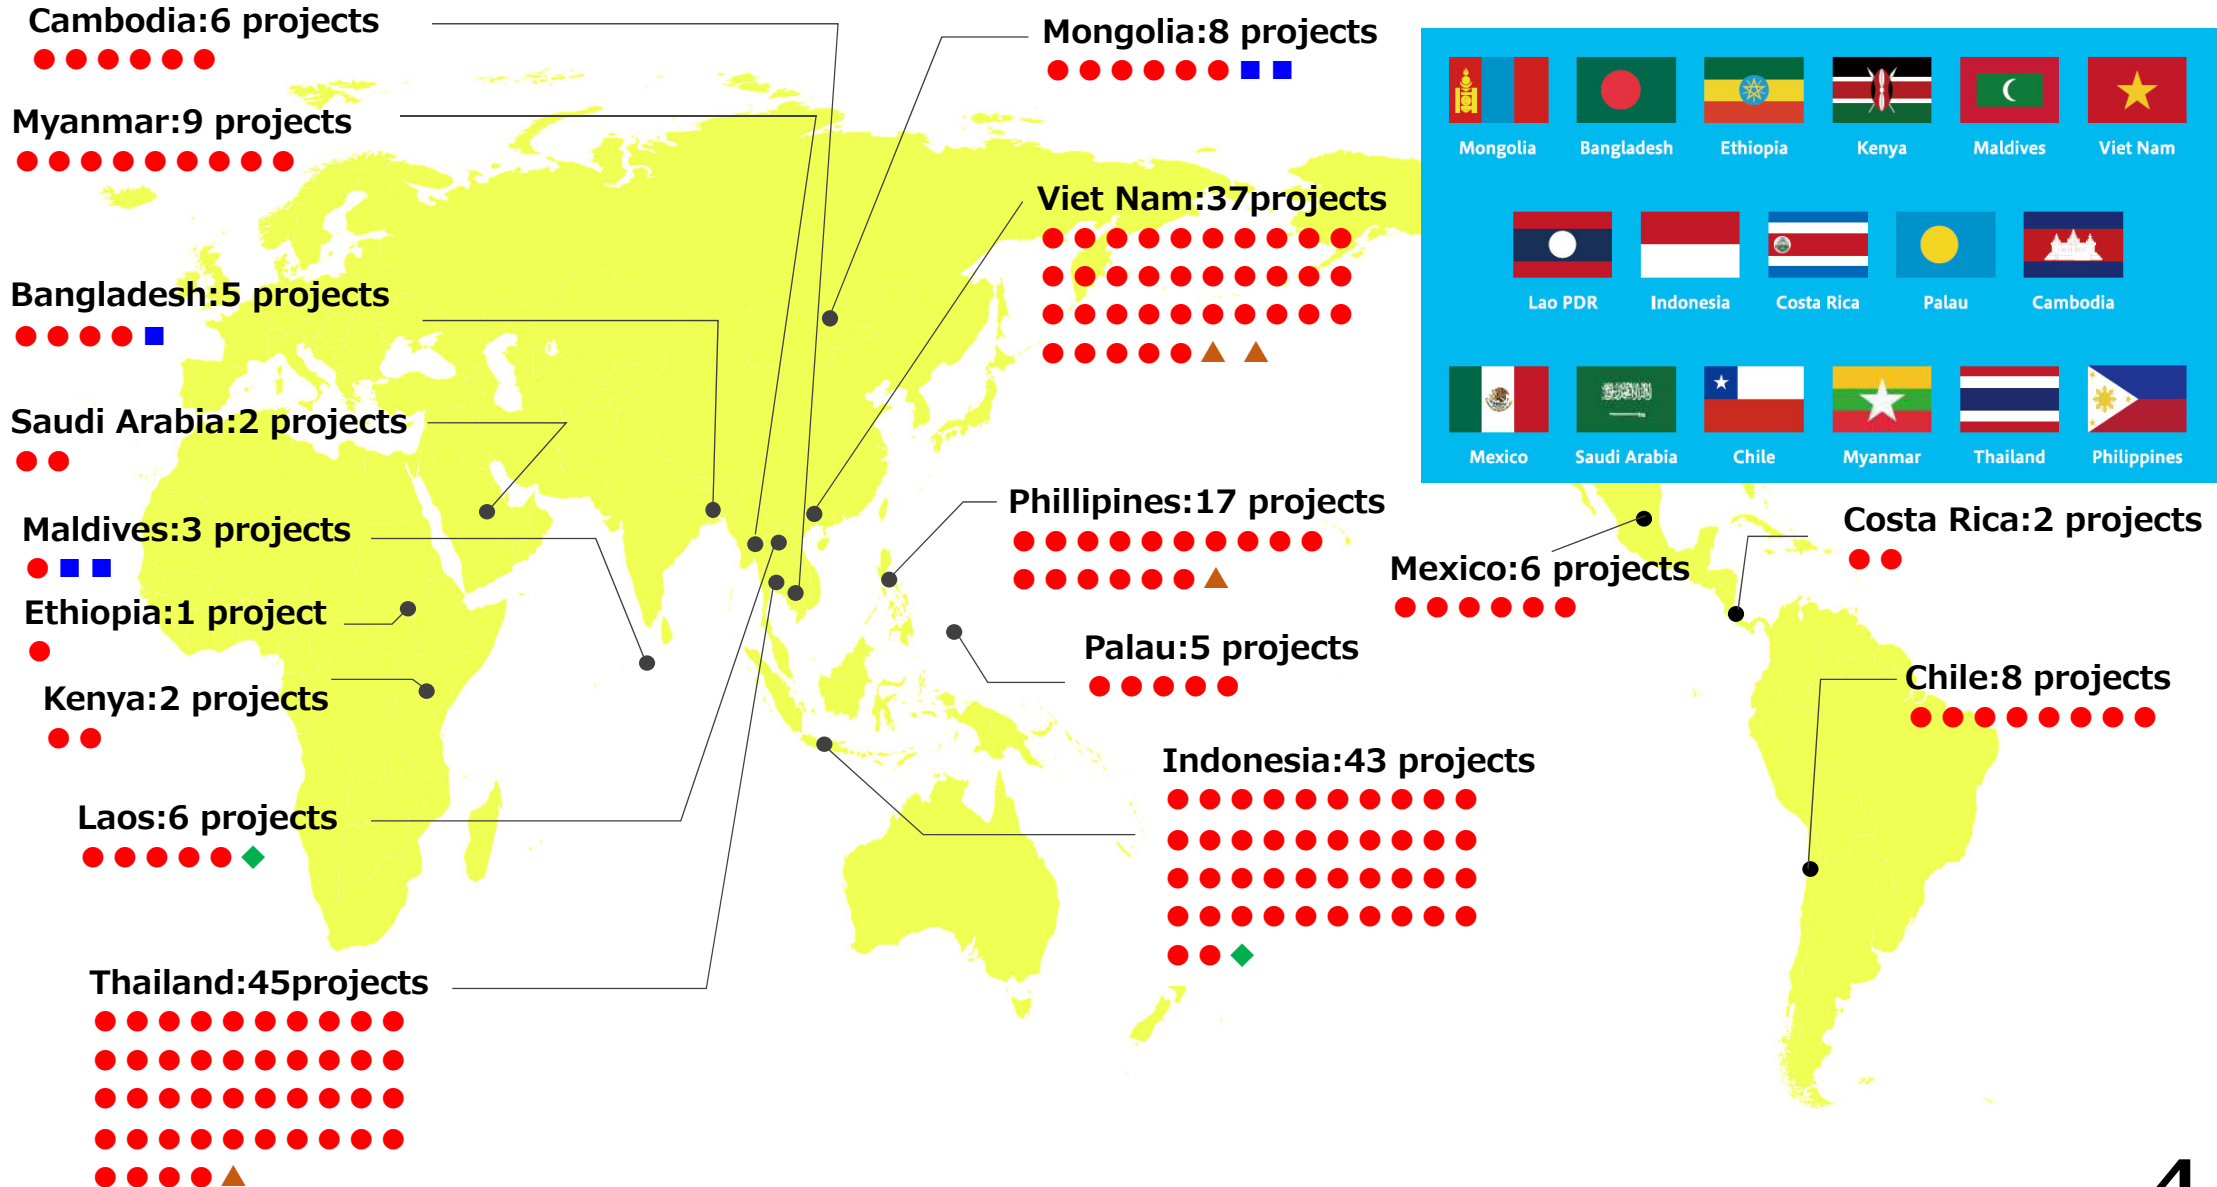 Cambodia:6 projects
Mongolia:8 projects
Myanmar:9 projects
Viet Nam:37projects
Bangladesh:5 projects
Saudi Arabia:2 projects
Maldives:3 projects
Ethiopia:1 project
Kenya:2 projects
Laos:6 projects
Thailand:45projects
Phillipines:17 projects
Palau:5 projects
Indonesia:43 projects
Mexico:6 projects
Costa Rica:2 projects
Chile:8 projects
Mongolia Bangladesh Ethiopia Kenya Maldives Viet Nam
Lao PDR Indonesia Costa Rica Palau Cambodia
Mexico Saudi Arabia Chile Myanmar Thailand Philippines
4